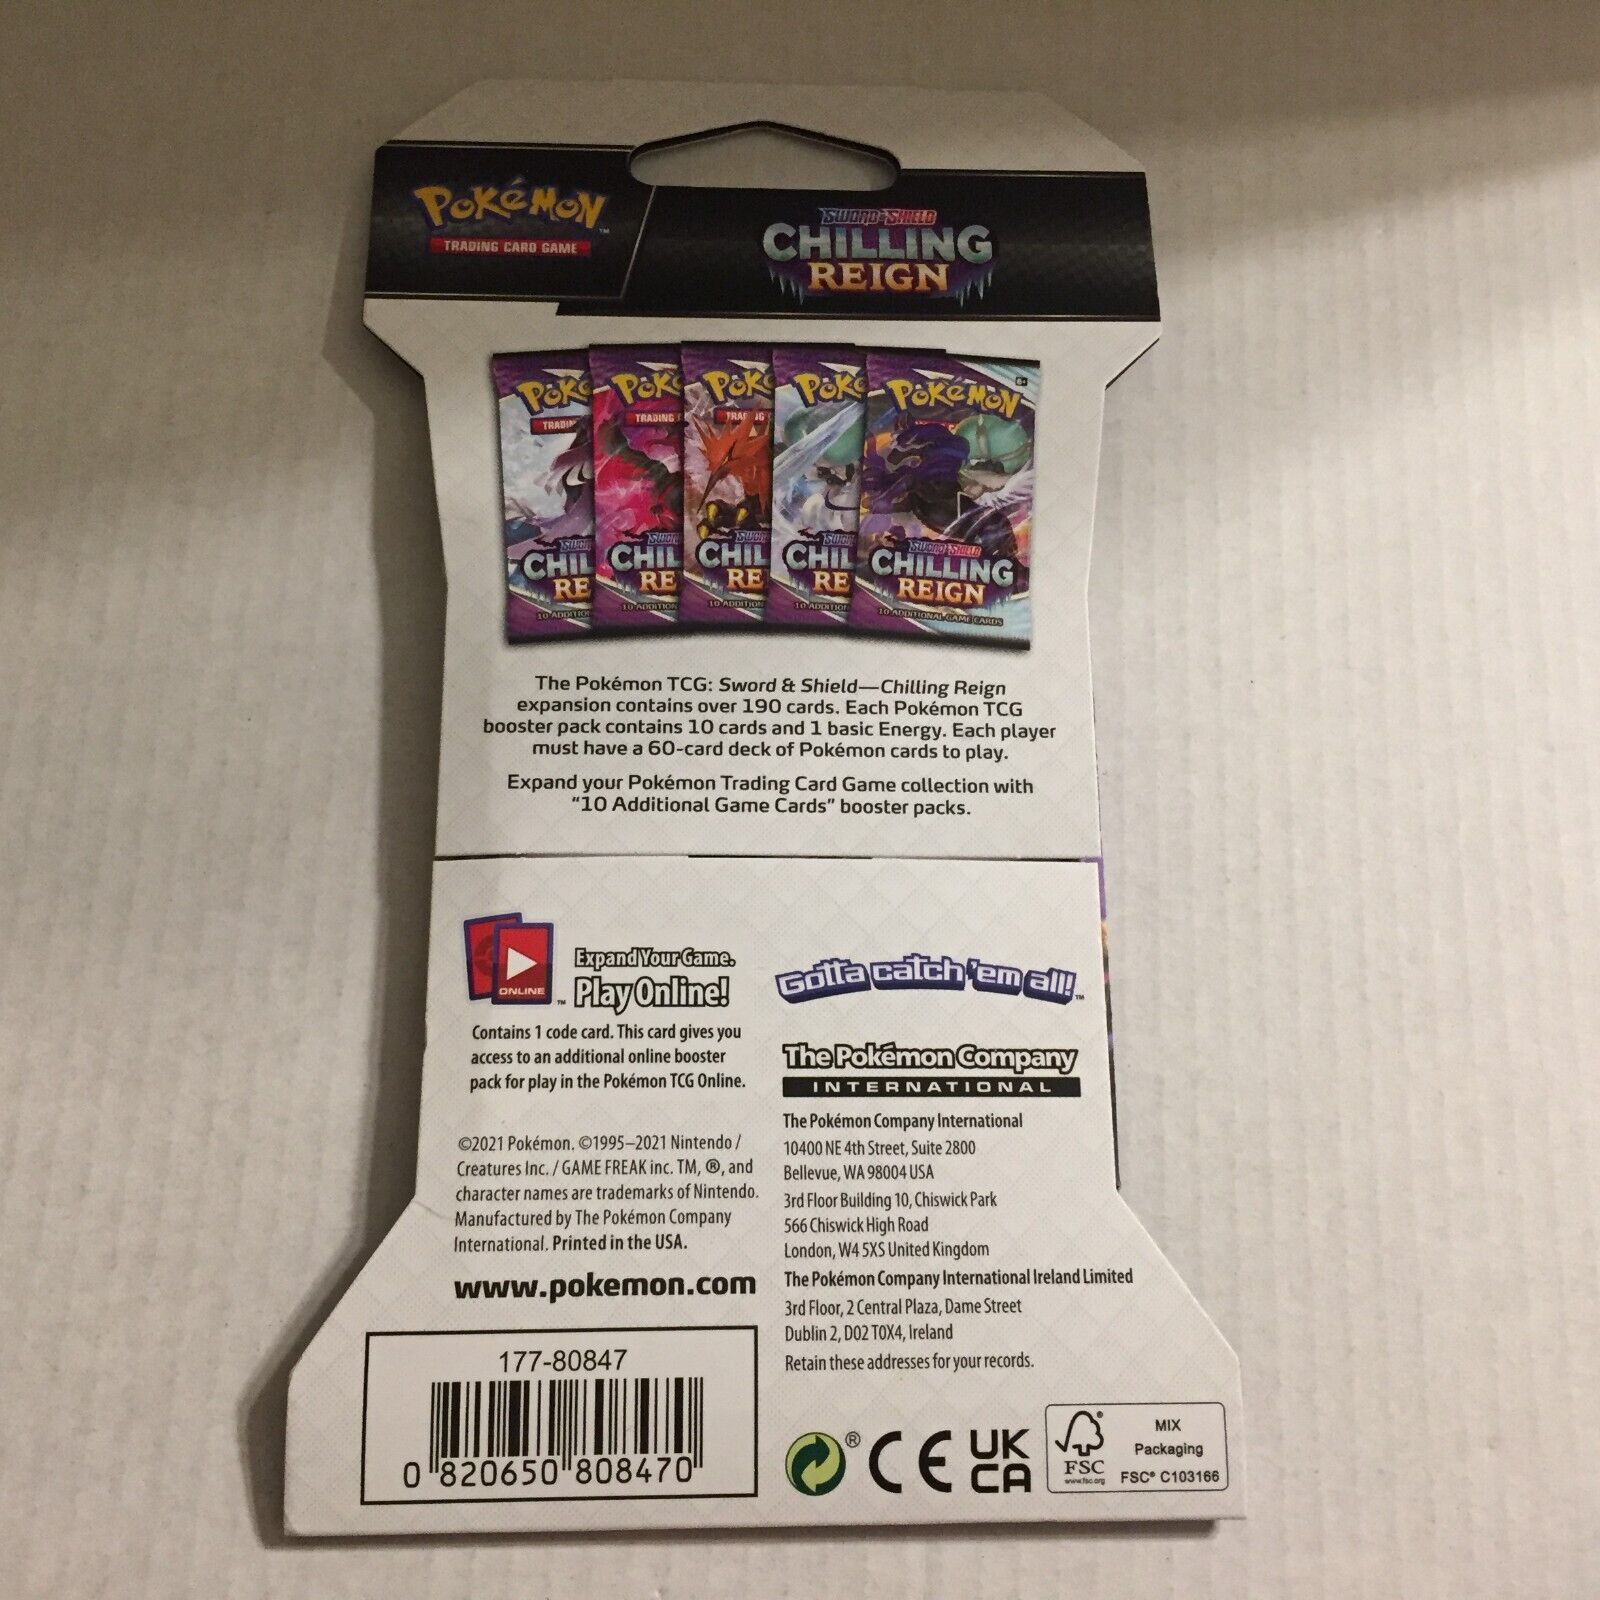 POKéMON™
TRADING CARD GAME
SWORD & SHIELD
CHILLING
REIGN
POKéMON
6+
SWORD & SHIELD
CHILLING
REIGN
10 ADDITIONAL GAME CARDS
The Pokémon TCG: Sword & Shield—Chilling Reign
expansion contains over 190 cards. Each Pokémon TCG
booster pack contains 10 cards and 1 basic Energy. Each player
must have a 60-card deck of Pokémon cards to play.
Expand your Pokémon Trading Card Game collection with
“10 Additional Game Cards” booster packs.
ONLINE ™
Expand Your Game.
Play Online!
Contains 1 code card. This card gives you
access to an additional online booster
pack for play in the Pokémon TCG Online.
©2021 Pokémon. ©1995–2021 Nintendo /
Creatures Inc. / GAME FREAK inc. TM, ®, and
character names are trademarks of Nintendo.
Manufactured by The Pokémon Company
International. Printed in the USA.
www.pokemon.com
177-80847
0 820650 808470
Gotta catch 'em all!™
The Pokémon Company
INTERNATIONAL
The Pokémon Company International
10400 NE 4th Street, Suite 2800
Bellevue, WA 98004 USA
3rd Floor Building 10, Chiswick Park
566 Chiswick High Road
London, W4 5XS United Kingdom
The Pokémon Company International Ireland Limited
3rd Floor, 2 Central Plaza, Dame Street
Dublin 2, D02 T0X4, Ireland
Retain these addresses for your records.
® CE UK
CA
FSC
www.fsc.org
MIX
Packaging
FSC® C103166